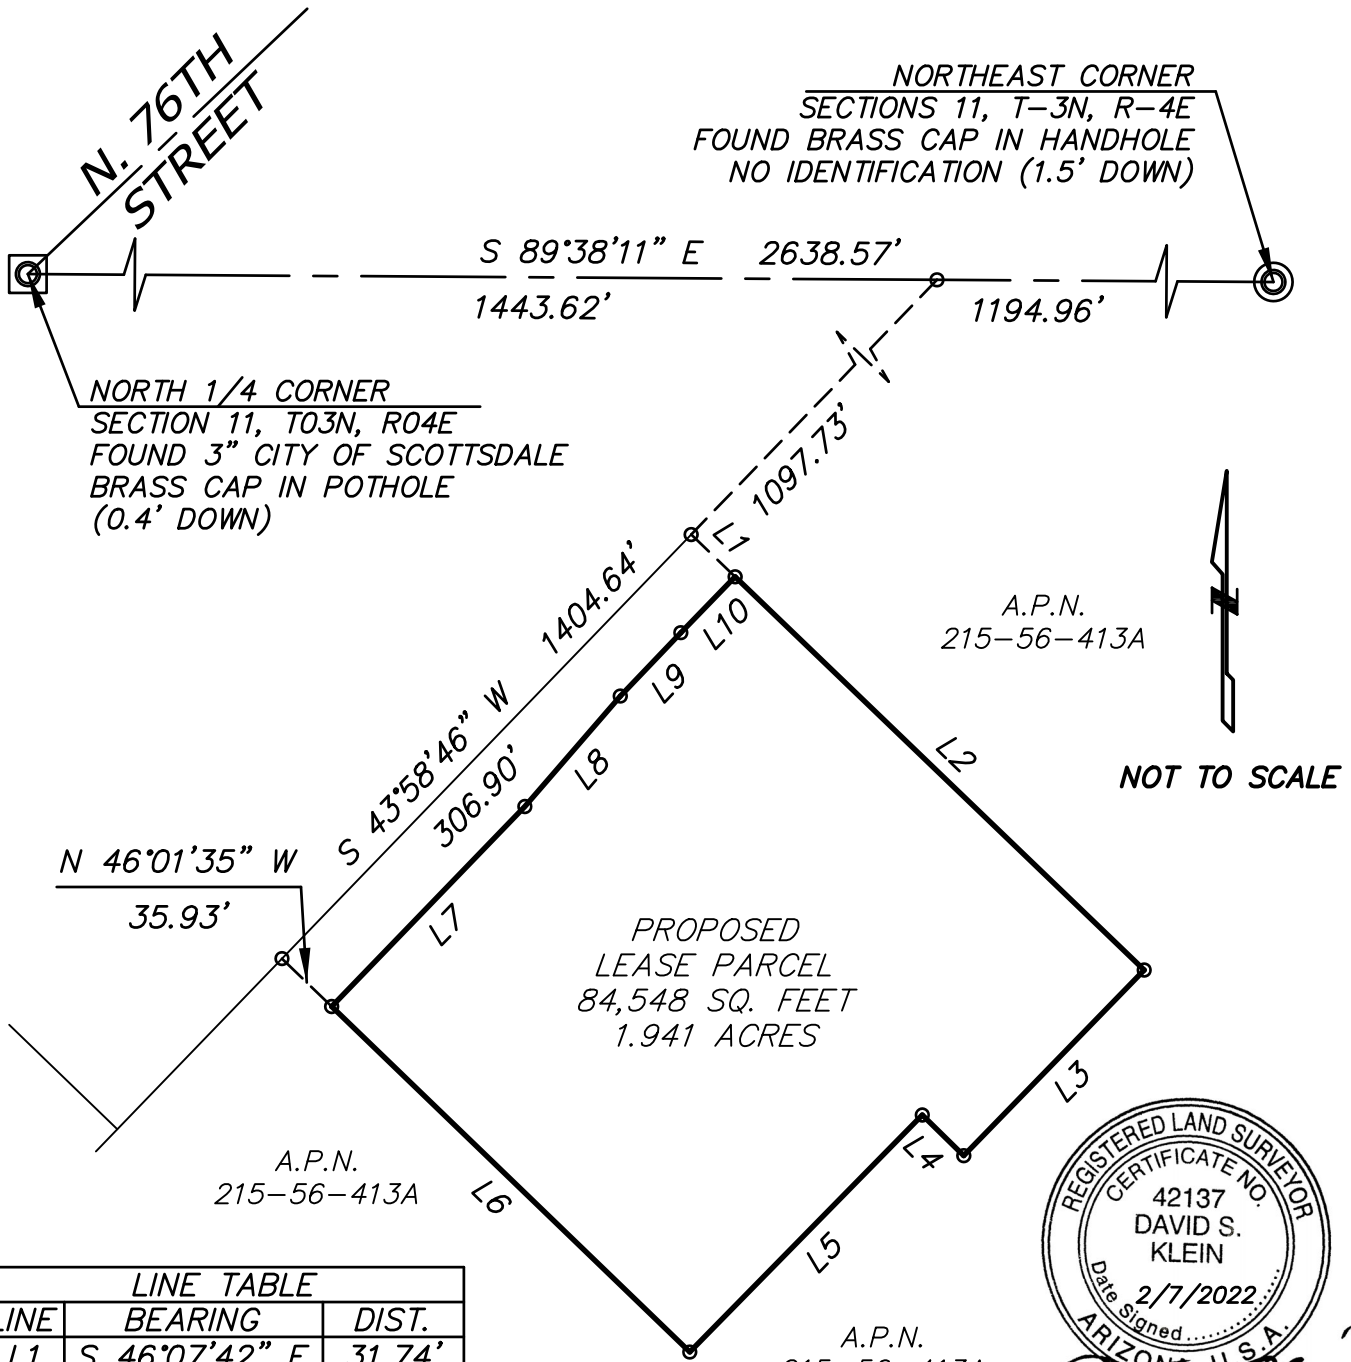 N. 76TH
STREET
NORTHEAST CORNER
SECTIONS 11, T-3N, R-4E
FOUND BRASS CAP IN HANDHOLE
NO IDENTIFICATION (1.5' DOWN)
S 89°38'11" E 2638.57'
1443.62'
1194.96'
NORTH 1/4 CORNER
SECTION 11, T03N, R04E
FOUND 3" CITY OF SCOTTSDALE
BRASS CAP IN POTHOLE
(0.4' DOWN)
1097.73'
L1
1404.64'
L10
A.P.N.
215-56-413A
L9
L8
L2
S 43°58'46" W
306.90'
NOT TO SCALE
N 46°01'35" W
35.93'
L7
PROPOSED
LEASE PARCEL
84,548 SQ. FEET
1.941 ACRES
L3
L4
A.P.N.
215-56-413A
L6
L5
REGISTERED LAND SURVEYOR
CERTIFICATE NO.
42137
DAVID S.
KLEIN
2/7/2022
Date Signed
ARIZONA U.S.A.
LINE TABLE
LINE BEARING DIST.
L1 S 46°07'42" E 31.74'
A.P.N.
215-56-413A